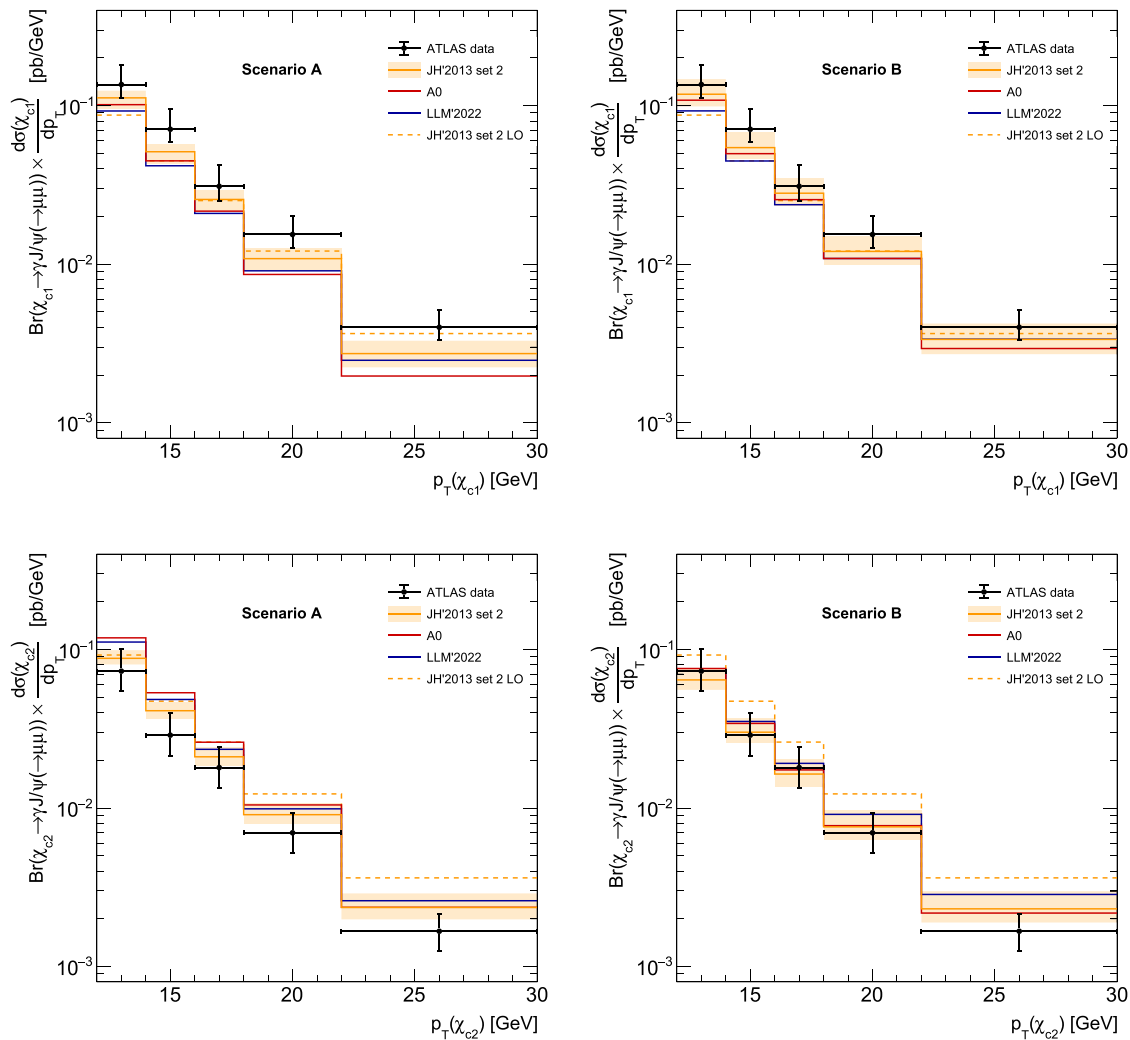 Br(χc1→γJ/ψ(→μμ)) × dσ(χc1)/dpT [pb/GeV]
10−1
10−2
10−3
Scenario A
ATLAS data
JH'2013 set 2
A0
LLM'2022
JH'2013 set 2 LO
15 20 25 30
pT(χc1) [GeV]
Br(χc1→γJ/ψ(→μμ)) × dσ(χc1)/dpT [pb/GeV]
10−1
10−2
10−3
Scenario B
ATLAS data
JH'2013 set 2
A0
LLM'2022
JH'2013 set 2 LO
15 20 25 30
pT(χc1) [GeV]
Br(χc2→γJ/ψ(→μμ)) × dσ(χc2)/dpT [pb/GeV]
10−1
10−2
10−3
Scenario A
ATLAS data
JH'2013 set 2
A0
LLM'2022
JH'2013 set 2 LO
15 20 25 30
pT(χc2) [GeV]
Br(χc2→γJ/ψ(→μμ)) × dσ(χc2)/dpT [pb/GeV]
10−1
10−2
10−3
Scenario B
ATLAS data
JH'2013 set 2
A0
LLM'2022
JH'2013 set 2 LO
15 20 25 30
pT(χc2) [GeV]